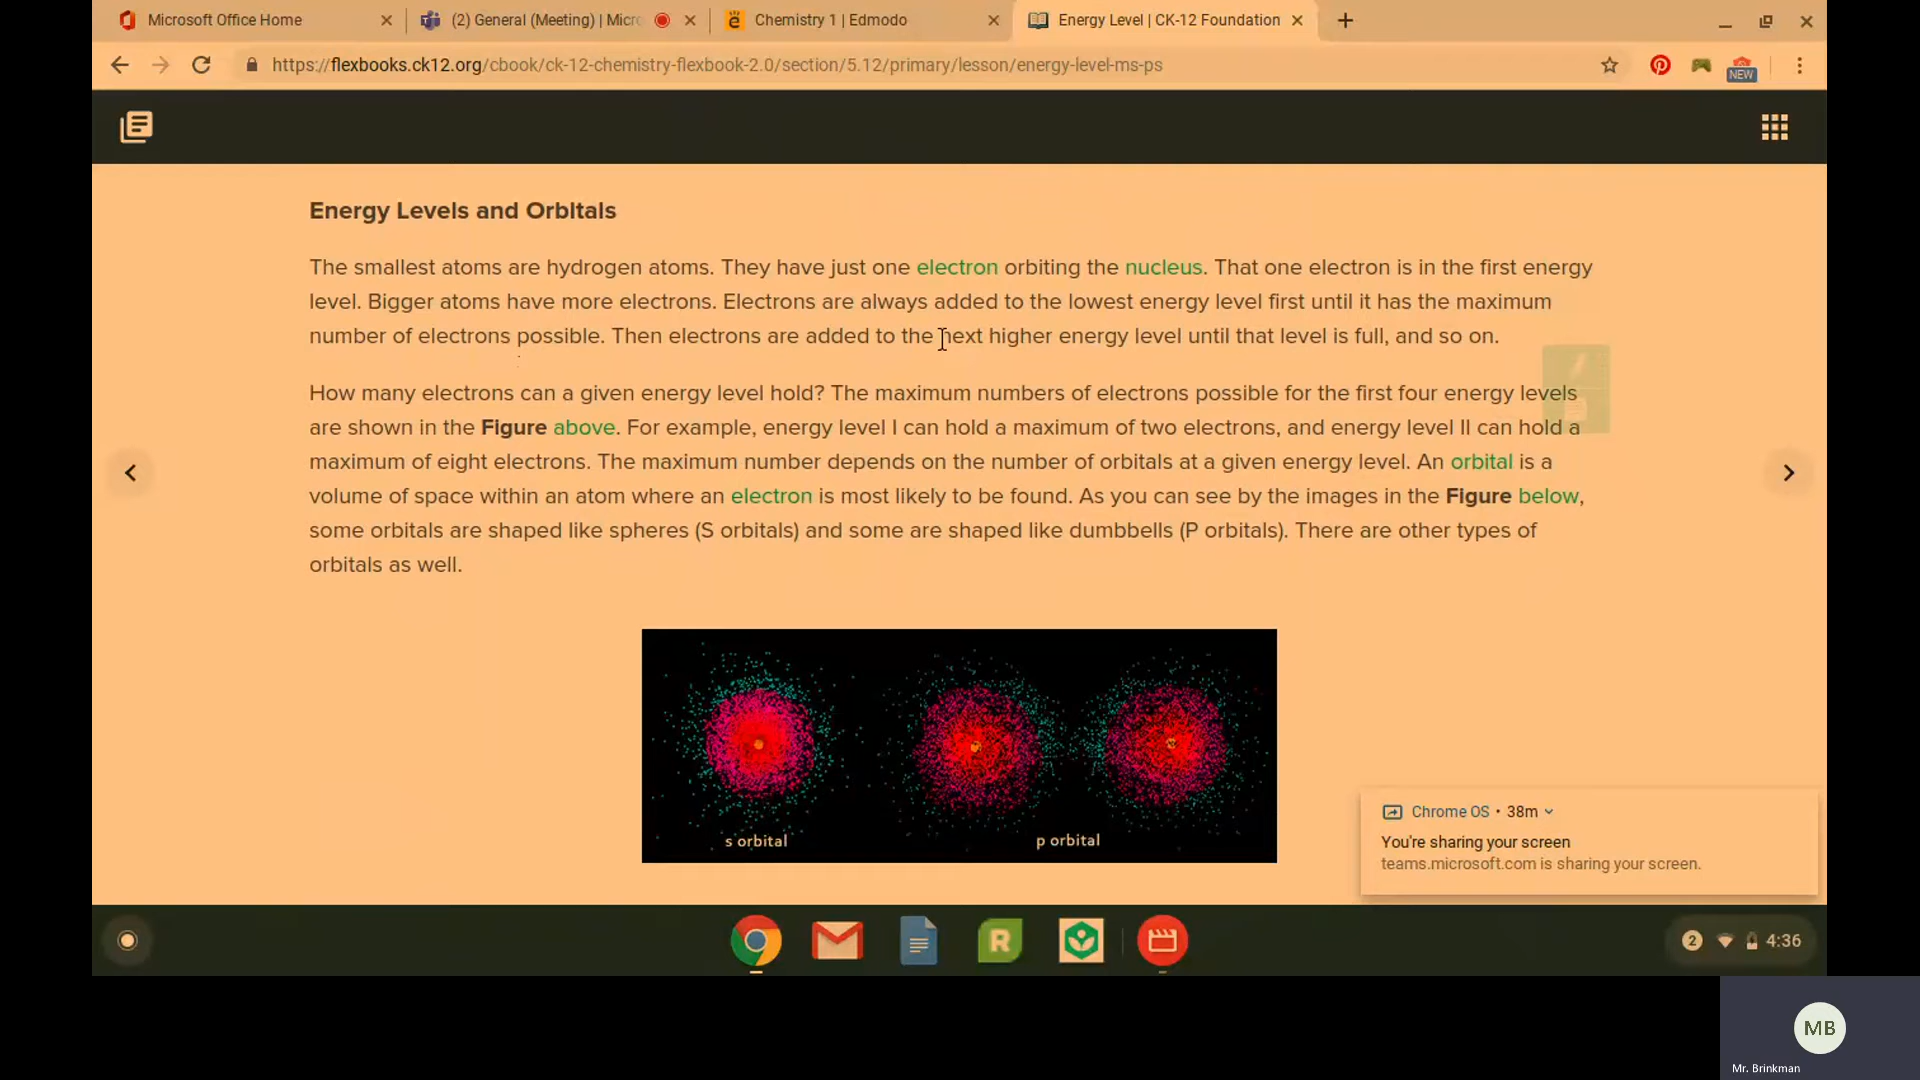 Microsoft Office Home
(2) General (Meeting) | Micro
Chemistry 1 | Edmodo
Energy Level | CK-12 Foundation
https://flexbooks.ck12.org/cbook/ck-12-chemistry-flexbook-2.0/section/5.12/primary/lesson/energy-level-ms-ps
NEW
Energy Levels and Orbitals
The smallest atoms are hydrogen atoms. They have just one electron orbiting the nucleus. That one electron is in the first energy
level. Bigger atoms have more electrons. Electrons are always added to the lowest energy level first until it has the maximum
number of electrons possible. Then electrons are added to the next higher energy level until that level is full, and so on.
How many electrons can a given energy level hold? The maximum numbers of electrons possible for the first four energy levels
are shown in the Figure above. For example, energy level I can hold a maximum of two electrons, and energy level II can hold a
maximum of eight electrons. The maximum number depends on the number of orbitals at a given energy level. An orbital is a
volume of space within an atom where an electron is most likely to be found. As you can see by the images in the Figure below,
some orbitals are shaped like spheres (S orbitals) and some are shaped like dumbbells (P orbitals). There are other types of
orbitals as well.
s orbital
p orbital
Chrome OS • 38m
You're sharing your screen
teams.microsoft.com is sharing your screen.
R
2
4:36
MB
Mr. Brinkman